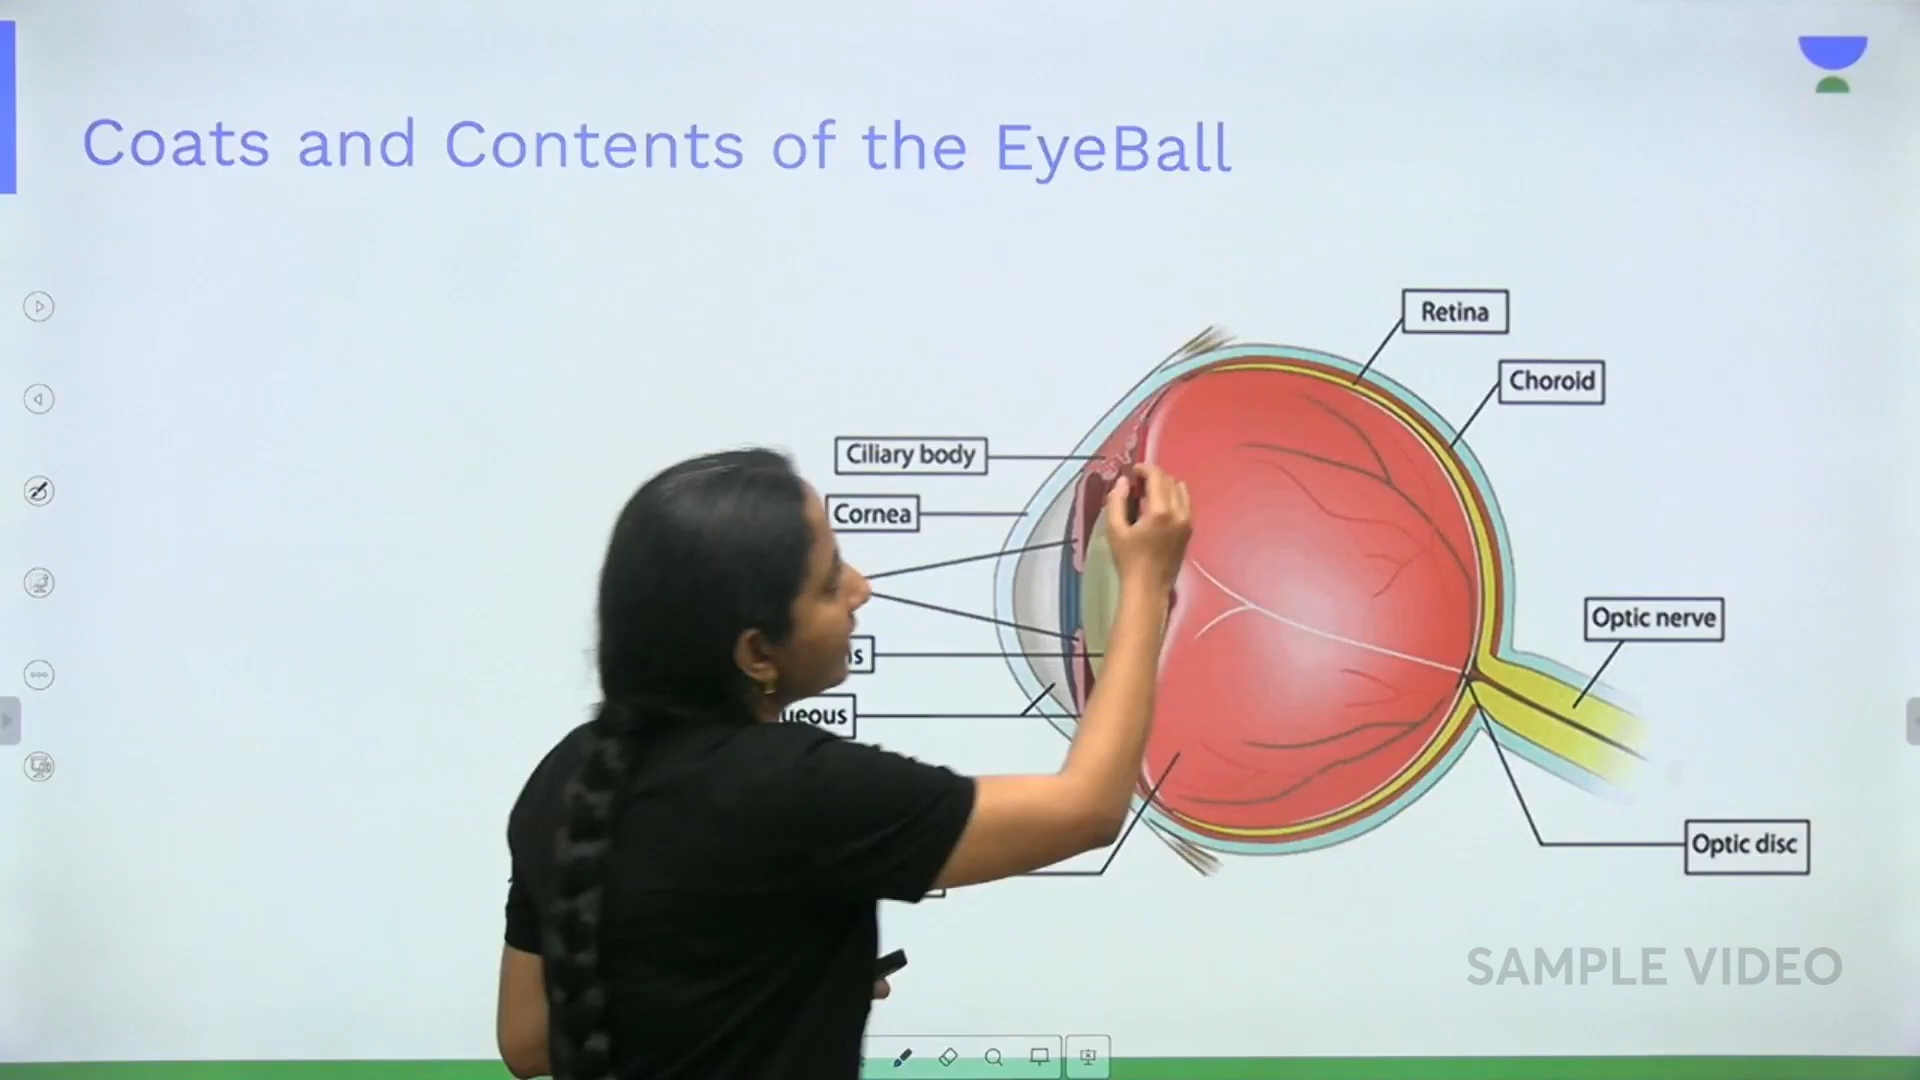 Coats and Contents of the EyeBall
Retina
Choroid
Ciliary body
Cornea
Optic nerve
Optic disc
SAMPLE VIDEO